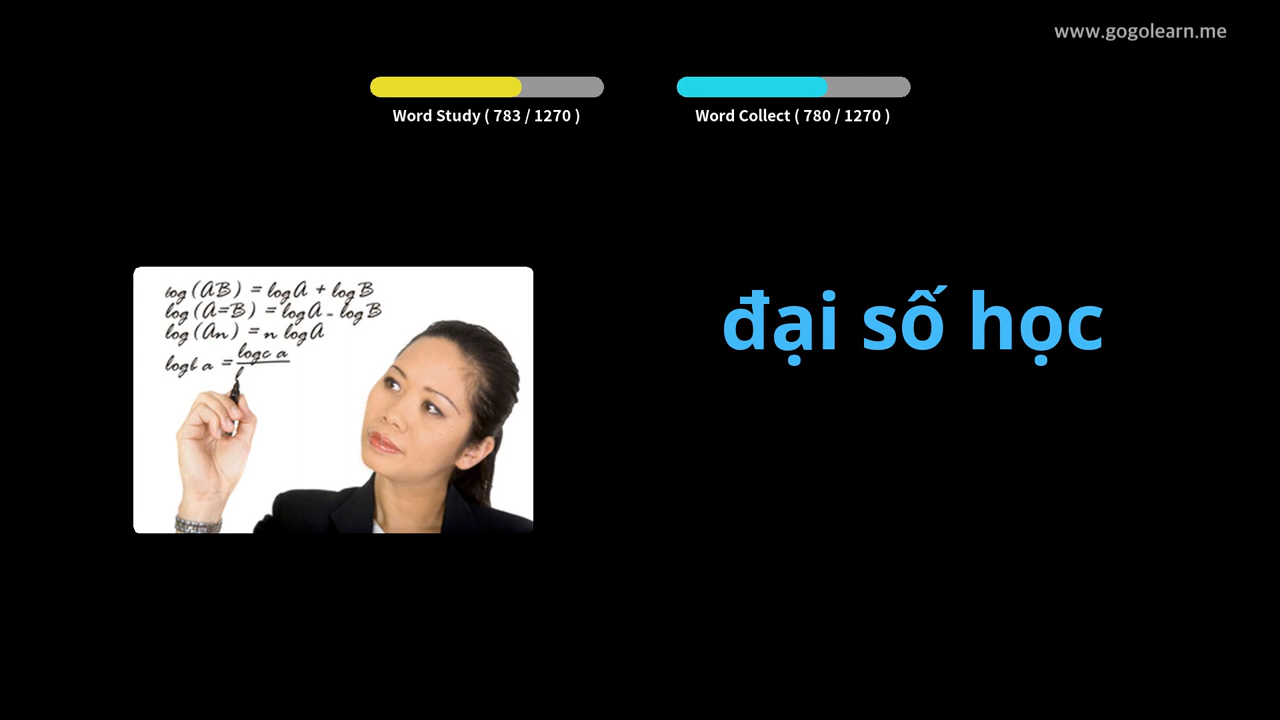 www.gogolearn.me
Word Study ( 783 / 1270 )
Word Collect ( 780 / 1270 )
log (AB) = log A + log B
log (A=B) = log A - log B
log (An) = n log A
logb a = logc a
đại số học